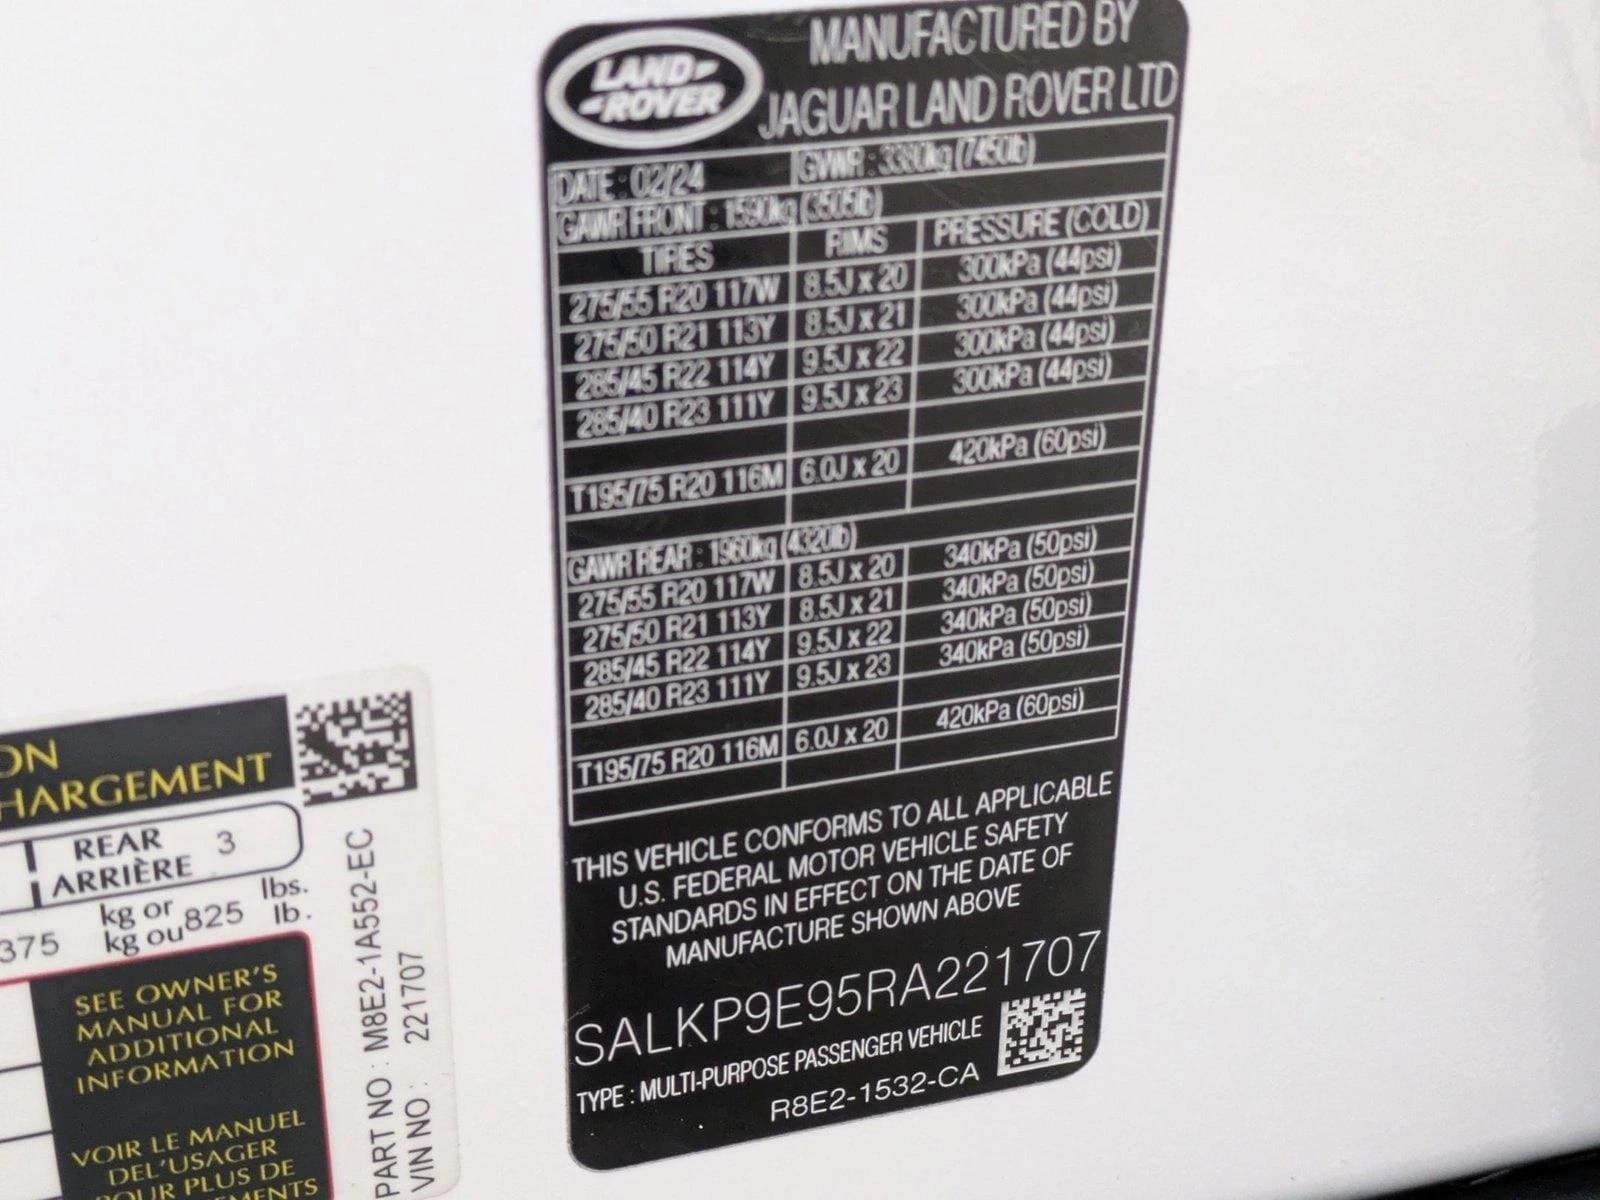 LAND
ROVER
MANUFACTURED BY
JAGUAR LAND ROVER LTD
DATE : 02/24 GVWR : 3380kg (7450lb)
GAWR FRONT : 1590kg (3505lb)
TIRES RIMS PRESSURE (COLD)
275/55 R20 117W 8.5J x 20 300kPa (44psi)
275/50 R21 113Y 8.5J x 21 300kPa (44psi)
285/45 R22 114Y 9.5J x 22 300kPa (44psi)
285/40 R23 111Y 9.5J x 23 300kPa (44psi)
T195/75 R20 116M 6.0J x 20 420kPa (60psi)
GAWR REAR : 1960kg (4320lb)
275/55 R20 117W 8.5J x 20 340kPa (50psi)
275/50 R21 113Y 8.5J x 21 340kPa (50psi)
285/45 R22 114Y 9.5J x 22 340kPa (50psi)
285/40 R23 111Y 9.5J x 23 340kPa (50psi)
T195/75 R20 116M 6.0J x 20 420kPa (60psi)
THIS VEHICLE CONFORMS TO ALL APPLICABLE
U.S. FEDERAL MOTOR VEHICLE SAFETY
STANDARDS IN EFFECT ON THE DATE OF
MANUFACTURE SHOWN ABOVE
SALKP9E95RA221707
TYPE : MULTI-PURPOSE PASSENGER VEHICLE
R8E2-1532-CA
ON
HARGEMENT
REAR 3
ARRIÈRE
375 kg or 825 lbs.
kg ou lb.
SEE OWNER'S
MANUAL FOR
ADDITIONAL
INFORMATION
VOIR LE MANUEL
DEL'USAGER
POUR PLUS DE
EMENTS
PART NO : M8E2-1A552-EC
VIN NO : 221707